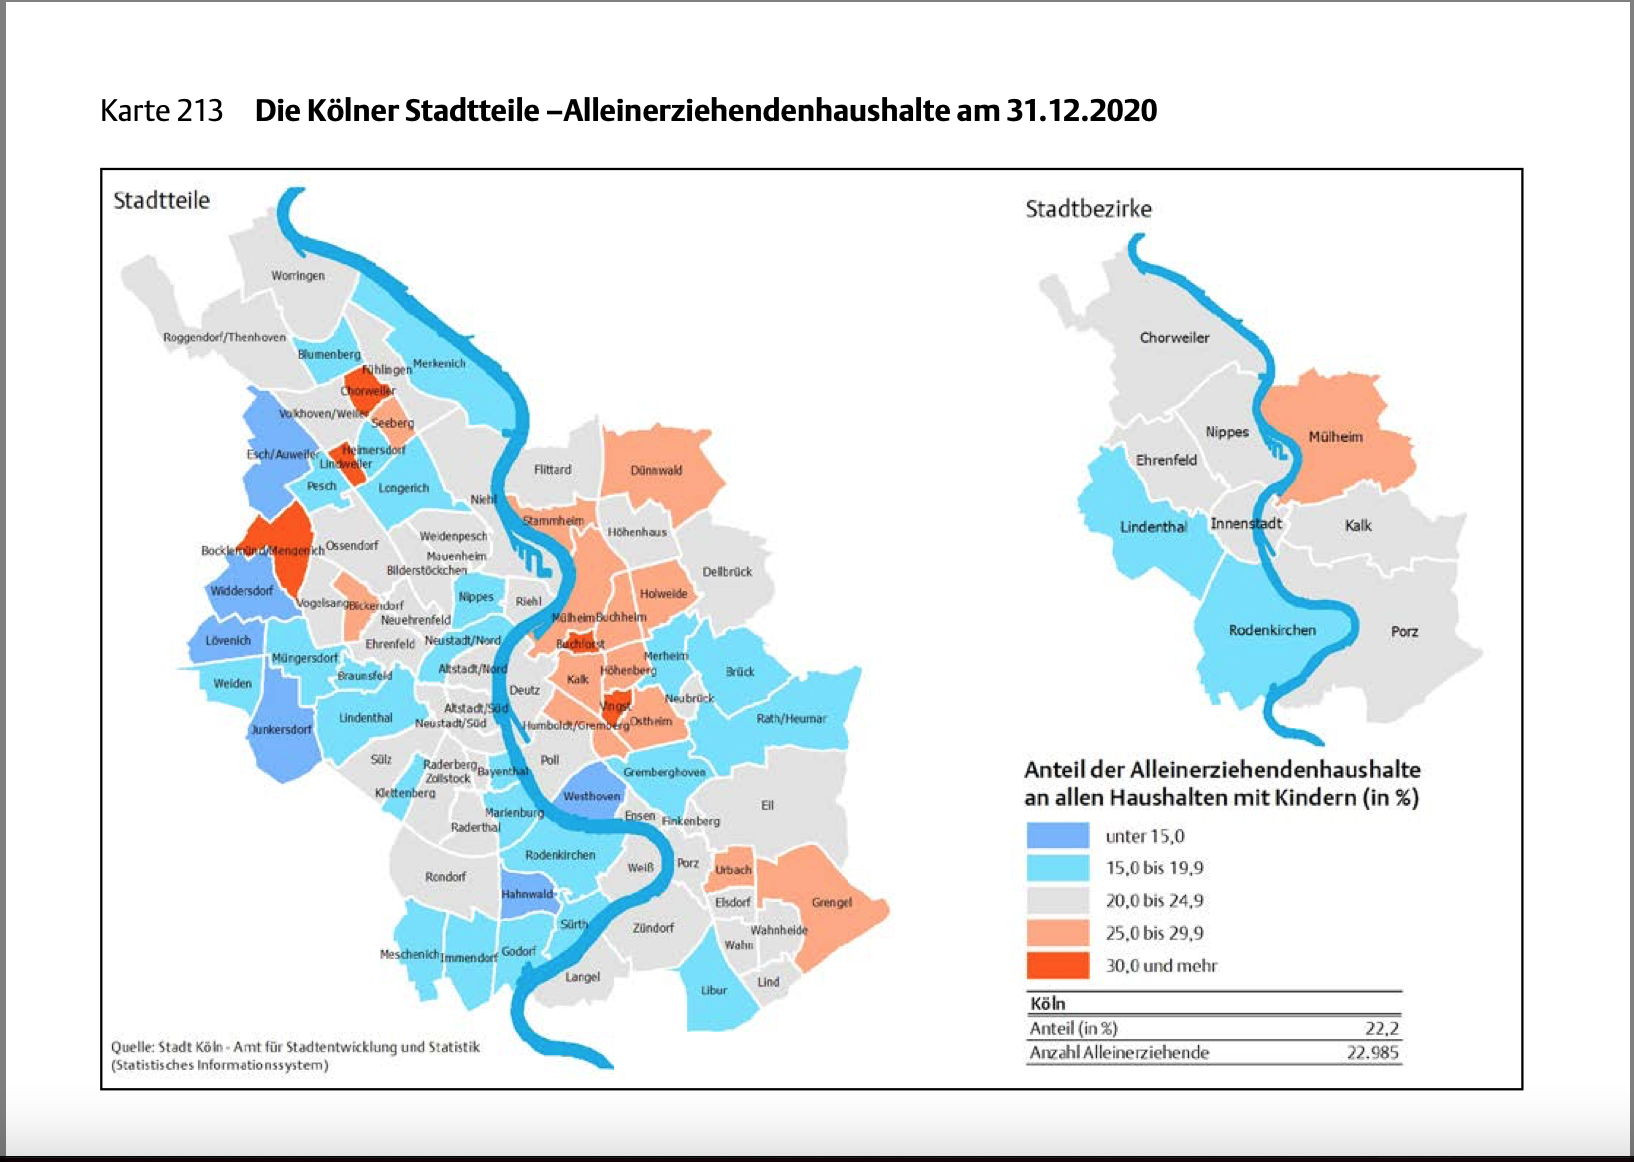 Karte 213 Die Kölner Stadtteile –Alleinerziehendenhaushalte am 31.12.2020
Stadtteile
Stadtbezirke
Worringen
Roggendorf/Thenhoven
Blumenberg
Fühlingen
Merkenich
Chorweiler
Volkhoven/Weiler
Seeberg
Esch/Auweiler
Heimersdorf
Lindweiler
Pesch
Longerich
Niehl
Flittard
Dünnwald
Stammheim
Höhenhaus
Weidenpesch
Bocklemünd/Mengenich
Ossendorf
Mauenheim
Bilderstöckchen
Dellbrück
Widdersdorf
Nippes
Riehl
Holweide
Vogelsang
Bickendorf
Neuehrenfeld
Mülheim
Buchheim
Lövenich
Ehrenfeld
Neustadt/Nord
Buchforst
Müngersdorf
Merheim
Braunsfeld
Altstadt/Nord
Höhenberg
Brück
Weiden
Kalk
Deutz
Neubrück
Lindenthal
Altstadt/Süd
Vingst
Rath/Heumar
Junkersdorf
Neustadt/Süd
Humboldt/Gremberg
Ostheim
Sülz
Raderberg
Bayenthal
Poll
Gremberghoven
Zollstock
Klettenberg
Westhoven
Eil
Marienburg
Ensen
Finkenberg
Raderthal
Rodenkirchen
Weiß
Porz
Urbach
Rondorf
Hahnwald
Elsdorf
Grengel
Sürth
Zündorf
Wahnheide
Wahn
Meschenich
Immendorf
Godorf
Langel
Libur
Lind
Chorweiler
Nippes
Mülheim
Ehrenfeld
Lindenthal
Innenstadt
Kalk
Rodenkirchen
Porz
Anteil der Alleinerziehendenhaushalte
an allen Haushalten mit Kindern (in %)
unter 15,0
15,0 bis 19,9
20,0 bis 24,9
25,0 bis 29,9
30,0 und mehr
Köln
Anteil (in %) 22,2
Anzahl Alleinerziehende 22.985
Quelle: Stadt Köln - Amt für Stadtentwicklung und Statistik
(Statistisches Informationssystem)